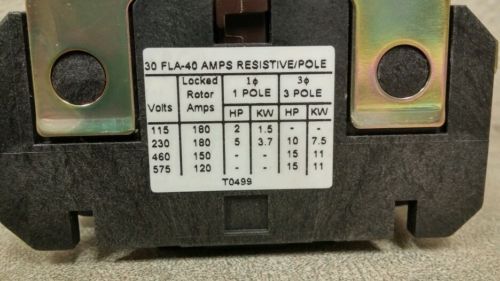 30 FLA-40 AMPS RESISTIVE/POLE
Volts Locked Rotor Amps 1ϕ 1 POLE 3ϕ 3 POLE
HP KW HP KW
115 180 2 1.5 - -
230 180 5 3.7 10 7.5
460 150 - - 15 11
575 120 - - 15 11
T0499